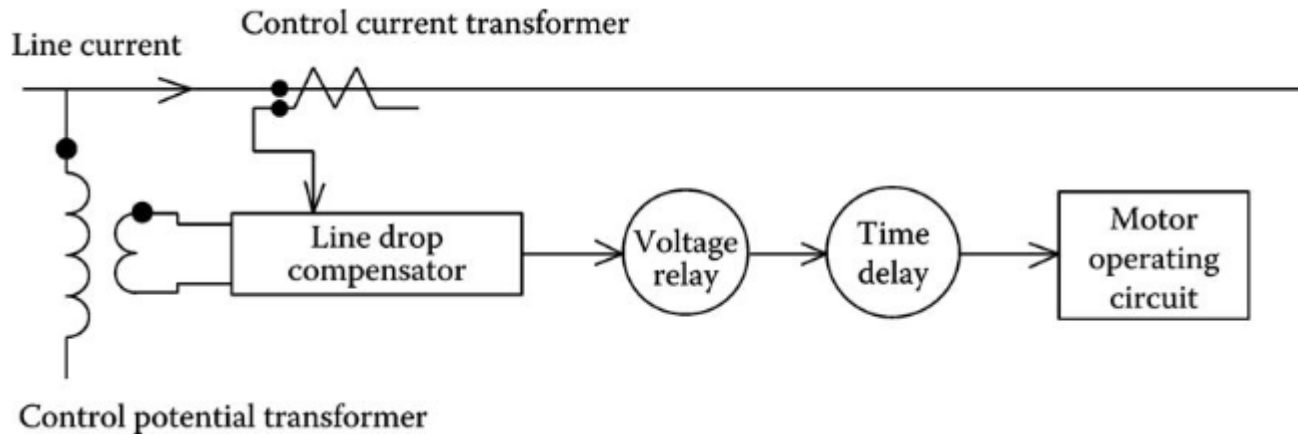 Control current transformer
Line current
Line drop
compensator
Voltage
relay
Time
delay
Motor
operating
circuit
Control potential transformer